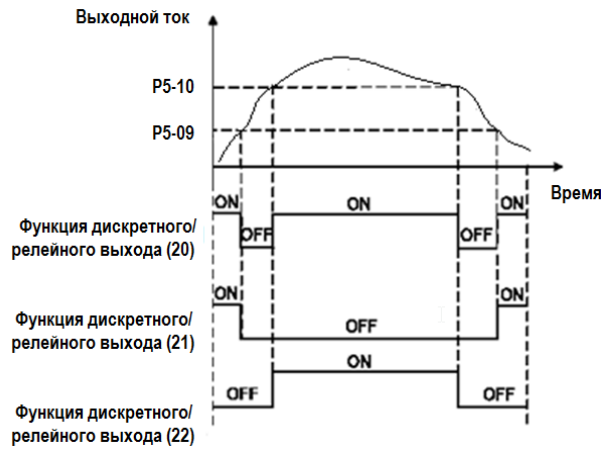 Выходной ток
P5-10
P5-09
Время
ON
ON
ON
Функция дискретного/
OFF
OFF
релейного выхода (20)
ON
ON
Функция дискретного/
OFF
релейного выхода (21)
ON
OFF
OFF
Функция дискретного/
релейного выхода (22)